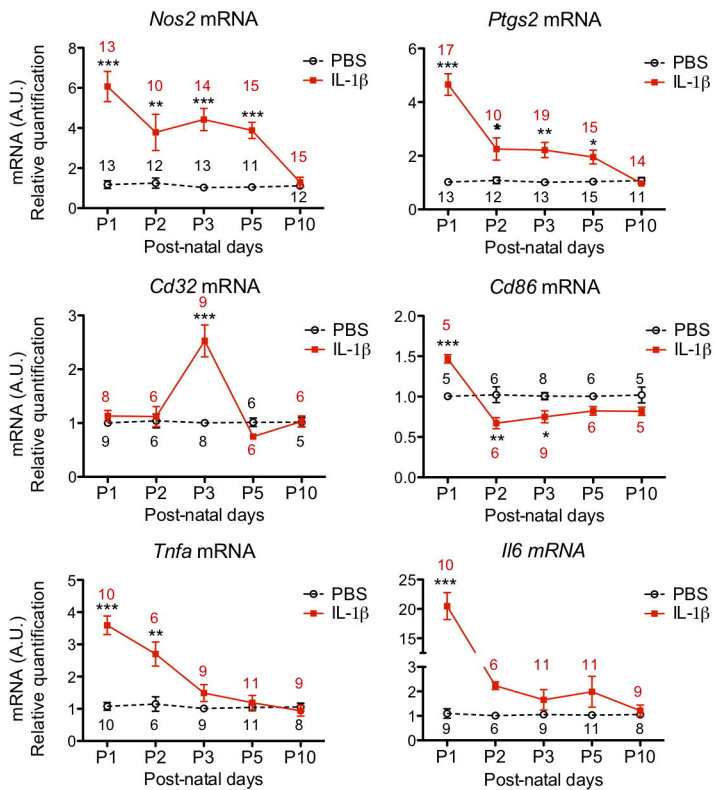 Nos2 mRNA
mRNA (A.U.)
Relative quantification
8
6
4
2
0
13
***
10
**
14
***
15
***
15
13
12
13
11
12
PBS
IL-1β
P1 P2 P3 P5 P10
Post-natal days
Ptgs2 mRNA
6
4
2
0
17
***
10
*
19
**
15
*
14
13
12
13
15
11
PBS
IL-1β
P1 P2 P3 P5 P10
Post-natal days
Cd32 mRNA
mRNA (A.U.)
Relative quantification
3
2
1
0
8
6
9
***
6
6
9
6
8
6
5
PBS
IL-1β
P1 P2 P3 P5 P10
Post-natal days
Cd86 mRNA
2.0
1.5
1.0
0.5
0.0
5
***
5
6
8
6
5
**
6
*
9
6
5
PBS
IL-1β
P1 P2 P3 P5 P10
Post-natal days
Tnfa mRNA
mRNA (A.U.)
Relative quantification
5
4
3
2
1
0
10
***
6
**
9
11
9
10
6
9
11
8
PBS
IL-1β
P1 P2 P3 P5 P10
Post-natal days
Il6 mRNA
25
20
15
3
2
1
0
10
***
6
11
11
9
9
6
9
11
8
PBS
IL-1β
P1 P2 P3 P5 P10
Post-natal days